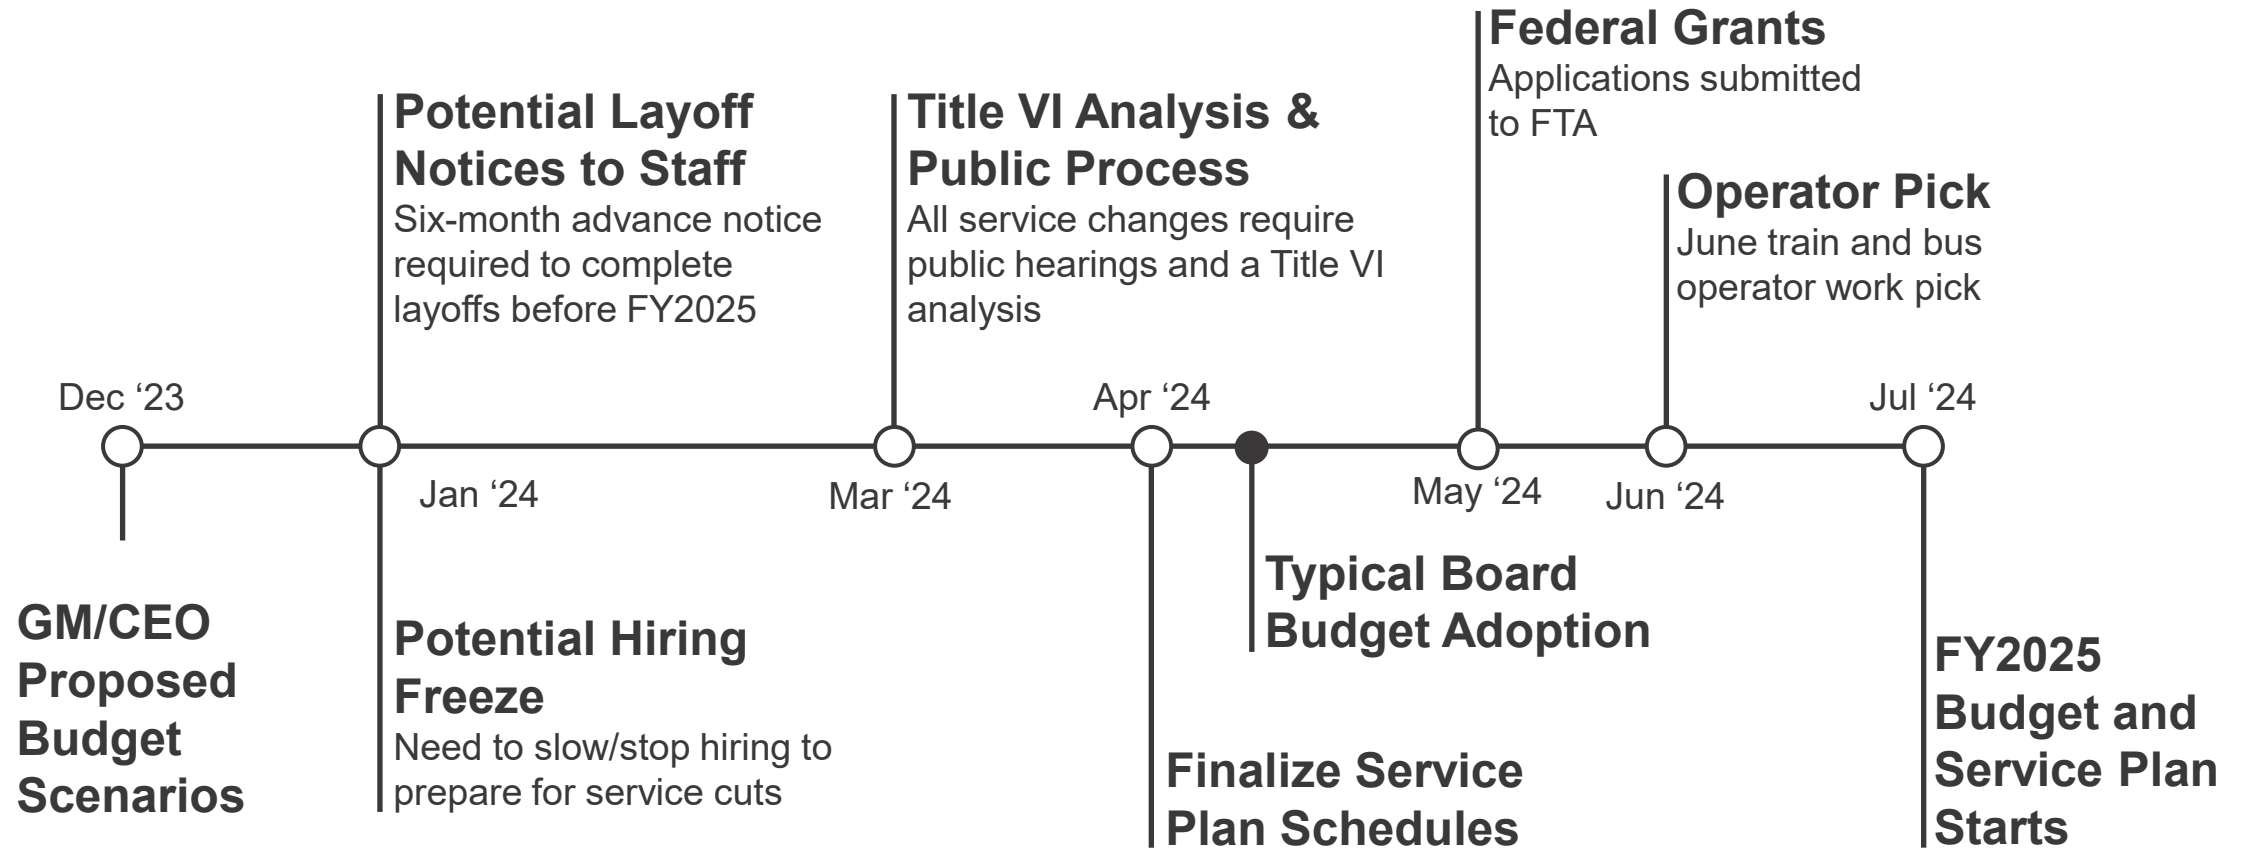 Federal Grants
Applications submitted
to FTA
Potential Layoff
Notices to Staff
Six-month advance notice
required to complete
layoffs before FY2025
Title VI Analysis &
Public Process
All service changes require
public hearings and a Title VI
analysis
Operator Pick
June train and bus
operator work pick
Dec ‘23
Apr ‘24
Jul ‘24
Jan ‘24
Mar ‘24
May ‘24
Jun ‘24
GM/CEO
Proposed
Budget
Scenarios
Potential Hiring
Freeze
Need to slow/stop hiring to
prepare for service cuts
Typical Board
Budget Adoption
Finalize Service
Plan Schedules
FY2025
Budget and
Service Plan
Starts